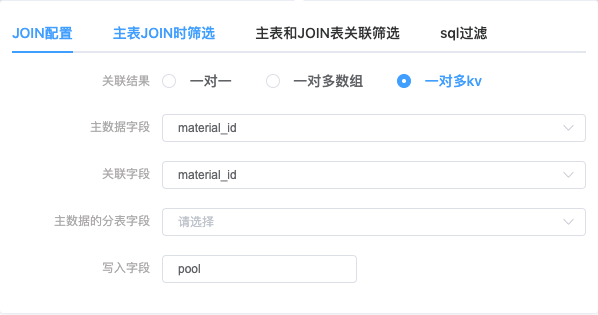 JOIN配置 主表JOIN时筛选 主表和JOIN表关联筛选 sql过滤
关联结果 一对一 一对多数组 一对多kv
主数据字段 material_id
关联字段 material_id
主数据的分表字段 请选择
写入字段 pool